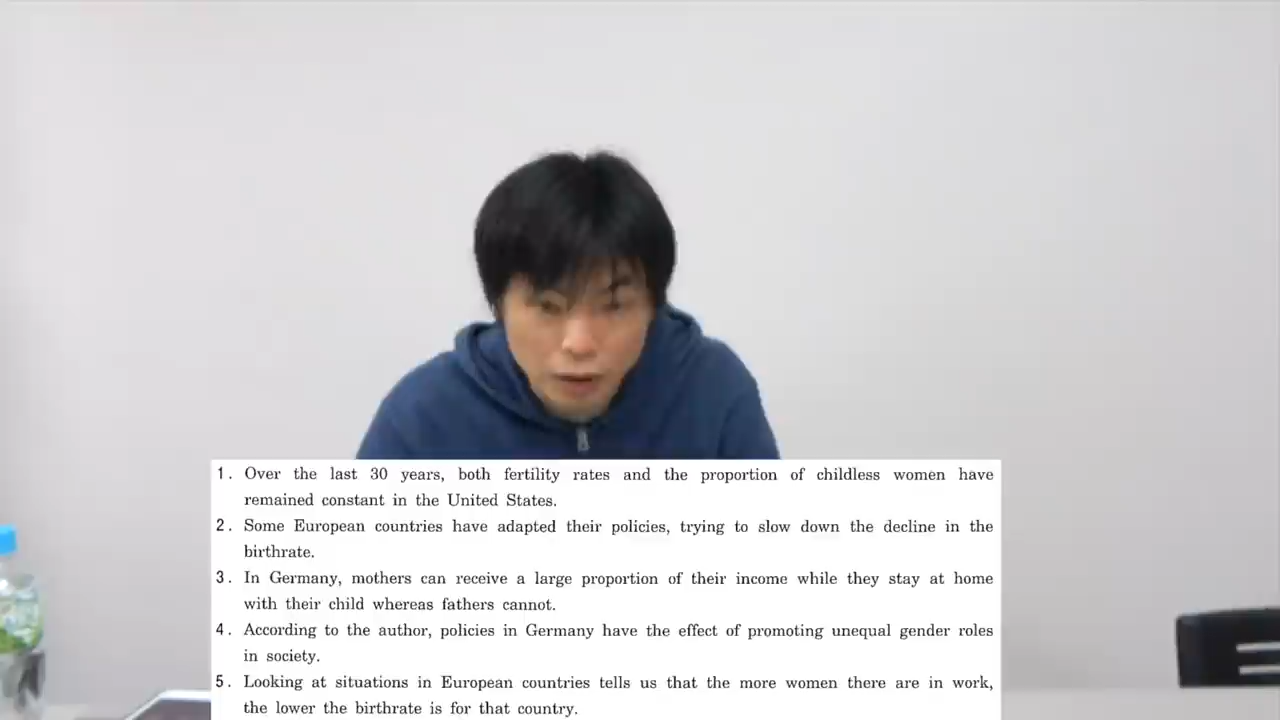 1. Over the last 30 years, both fertility rates and the proportion of childless women have
remained constant in the United States.
2. Some European countries have adapted their policies, trying to slow down the decline in the
birthrate.
3. In Germany, mothers can receive a large proportion of their income while they stay at home
with their child whereas fathers cannot.
4. According to the author, policies in Germany have the effect of promoting unequal gender roles
in society.
5. Looking at situations in European countries tells us that the more women there are in work,
the lower the birthrate is for that country.